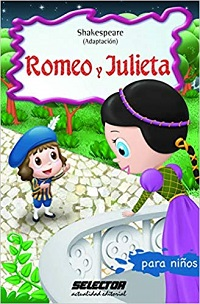 Shakespeare
(Adaptación)
Romeo y Julieta
para niños
SELECTOR
actualidad editorial